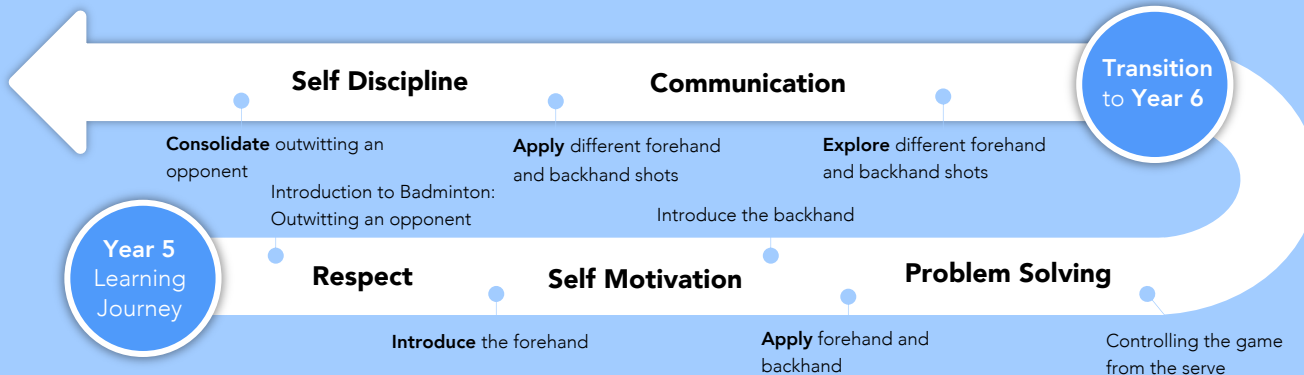 Self Discipline
Communication
Transition
to Year 6
Consolidate outwitting an
opponent
Apply different forehand
and backhand shots
Explore different forehand
and backhand shots
Introduction to Badminton:
Outwitting an opponent
Introduce the backhand
Year 5
Learning
Journey
Respect
Self Motivation
Problem Solving
Introduce the forehand
Apply forehand and
backhand
Controlling the game
from the serve